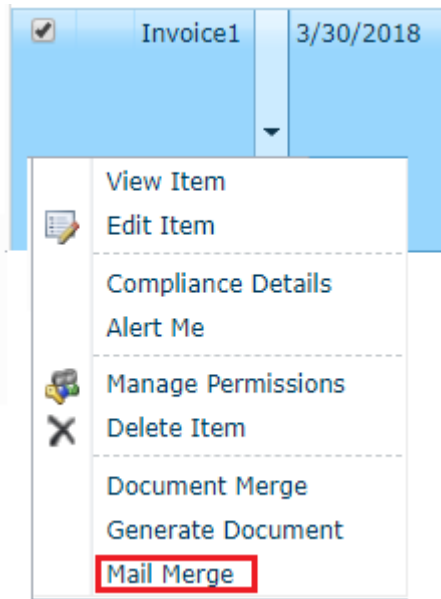 Invoice1 3/30/2018
View Item
Edit Item
Compliance Details
Alert Me
Manage Permissions
Delete Item
Document Merge
Generate Document
Mail Merge